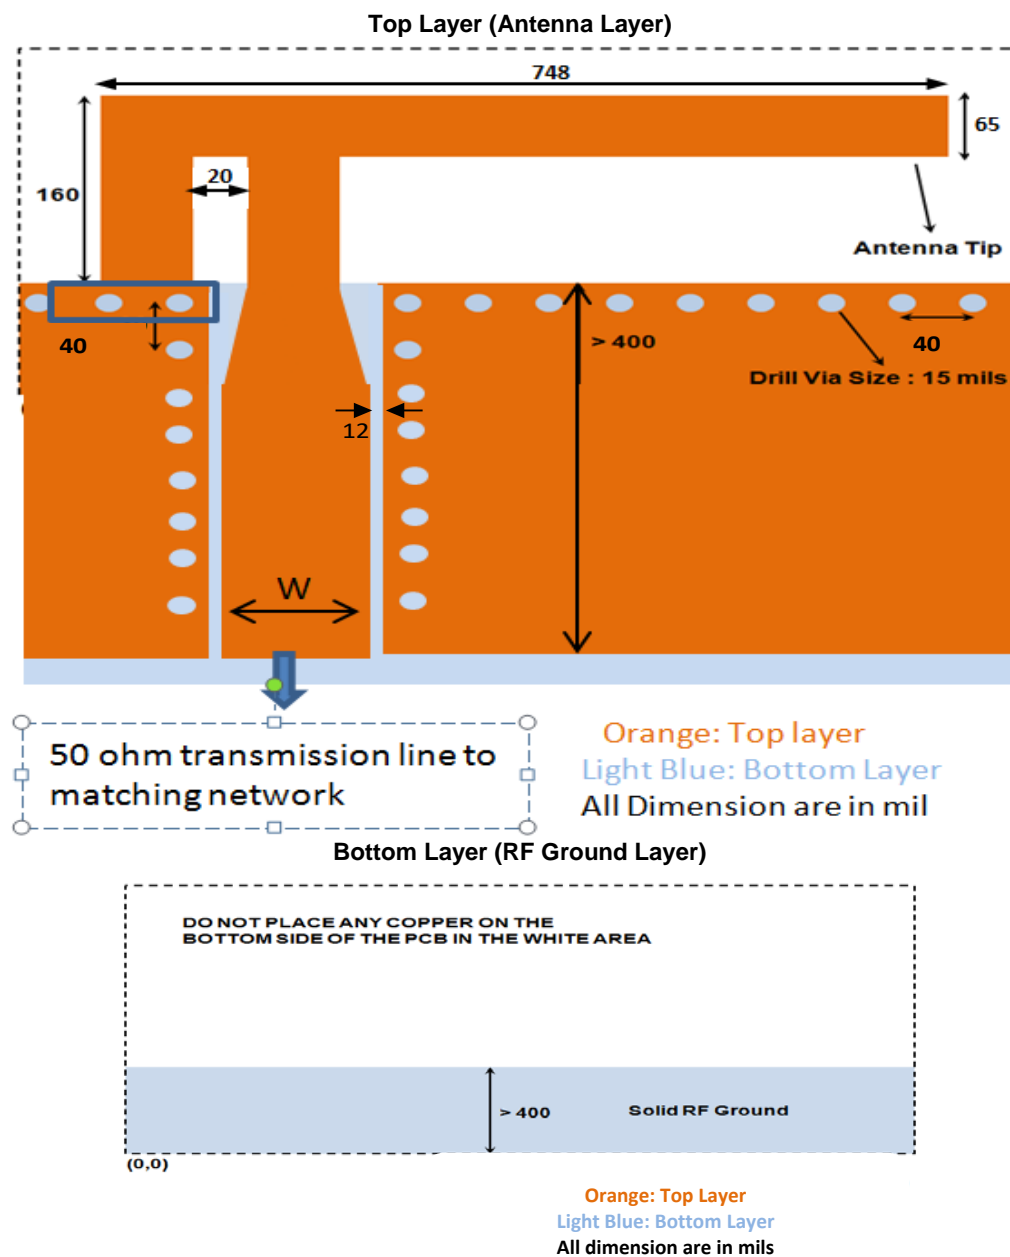 Top Layer (Antenna Layer)
748
65
20
160
Antenna Tip
> 400
40
40
Drill Via Size : 15 mils
12
W
50 ohm transmission line to
matching network
Orange: Top layer
Light Blue: Bottom Layer
All Dimension are in mil
Bottom Layer (RF Ground Layer)
DO NOT PLACE ANY COPPER ON THE
BOTTOM SIDE OF THE PCB IN THE WHITE AREA
> 400
Solid RF Ground
(0,0)
Orange: Top Layer
Light Blue: Bottom Layer
All dimension are in mils